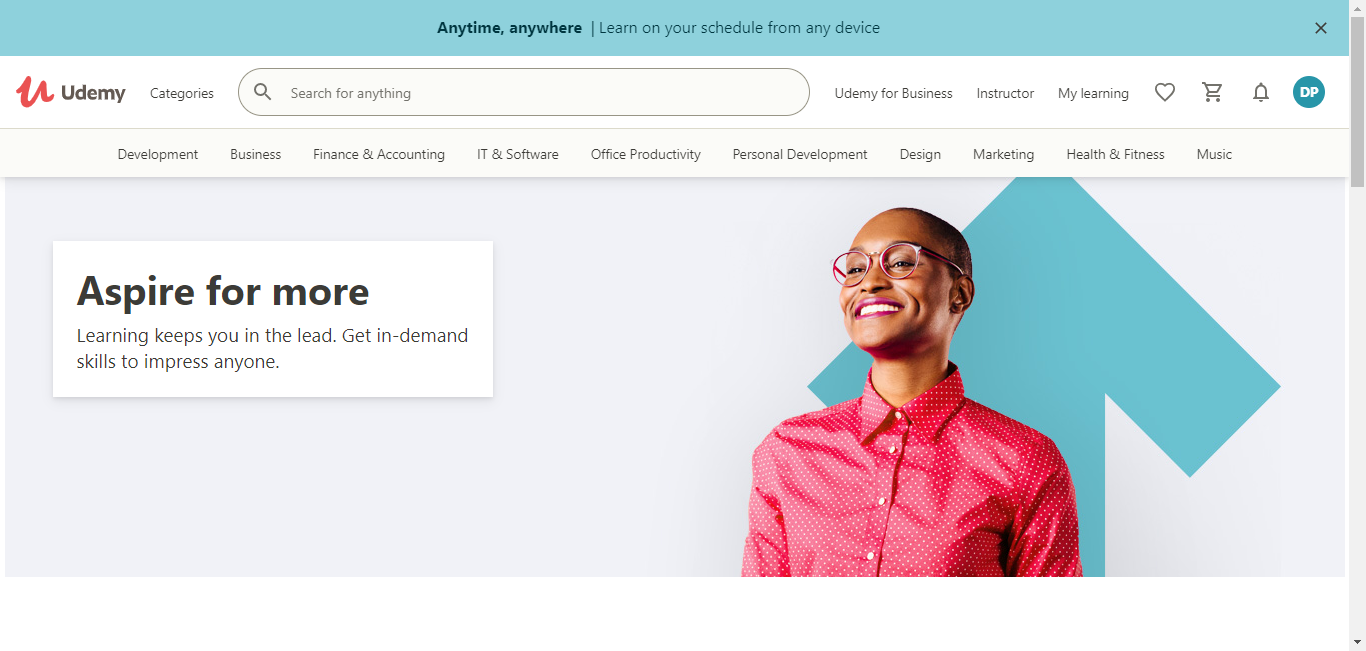 Anytime, anywhere | Learn on your schedule from any device
Udemy
Categories
Search for anything
Udemy for Business
Instructor
My learning
DP
Development
Business
Finance & Accounting
IT & Software
Office Productivity
Personal Development
Design
Marketing
Health & Fitness
Music
Aspire for more
Learning keeps you in the lead. Get in-demand
skills to impress anyone.